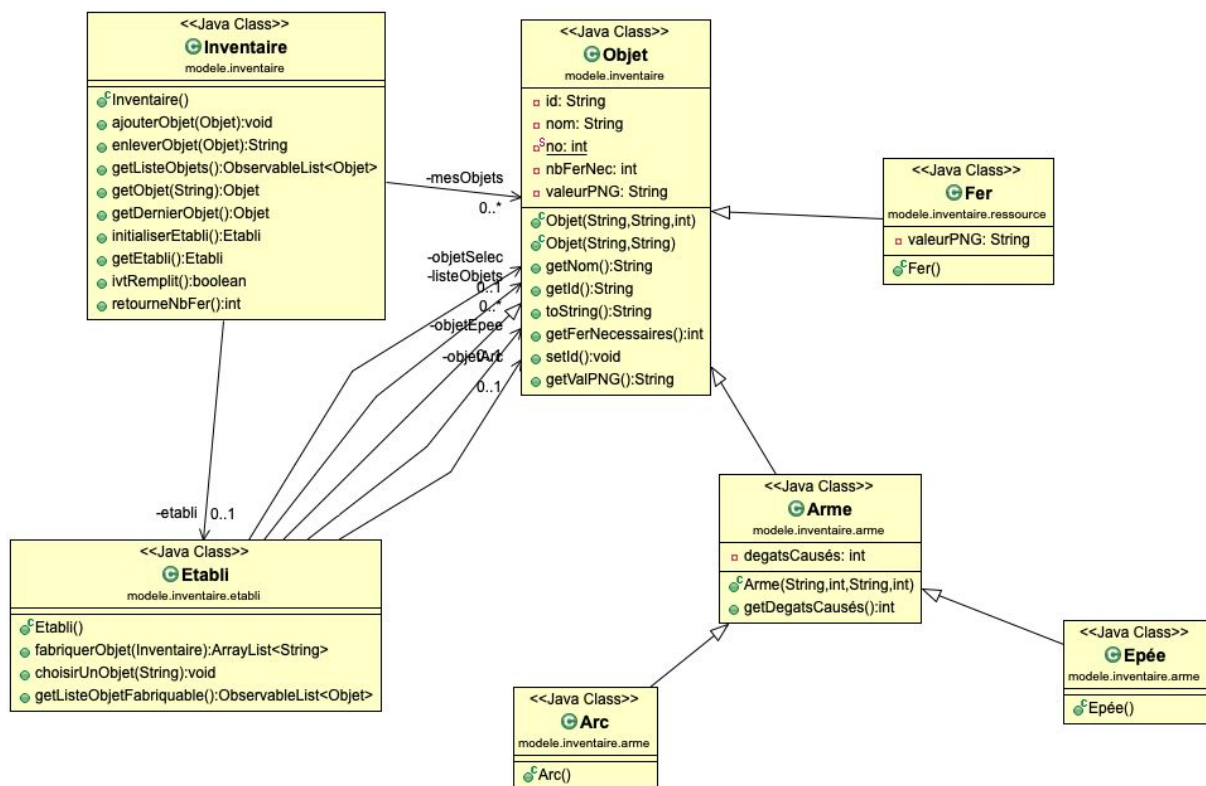 <<Java Class>>
Inventaire
modele.inventaire
Inventaire()
ajouterObjet(Objet):void
enleverObjet(Objet):String
getListeObjets():ObservableList<Objet>
getObjet(String):Objet
getDernierObjet():Objet
initialiserEtabli():Etabli
getEtabli():Etabli
ivtRemplit():boolean
retourneNbFer():int
-mesObjets
0..*
<<Java Class>>
Objet
modele.inventaire
id: String
nom: String
no: int
nbFerNec: int
valeurPNG: String
Objet(String,String,int)
Objet(String,String)
getNom():String
getId():String
toString():String
getFerNecessaires():int
setId():void
getValPNG():String
<<Java Class>>
Fer
modele.inventaire.ressource
valeurPNG: String
Fer()
-objetSelec
-listeObjets
0..1
0..*
-objetEpee
0..1
-objetArc
0..1
-etabli
0..1
<<Java Class>>
Etabli
modele.inventaire.etabli
Etabli()
fabriquerObjet(Inventaire):ArrayList<String>
choisirUnObjet(String):void
getListeObjetFabriquable():ObservableList<Objet>
<<Java Class>>
Arme
modele.inventaire.arme
degatsCausés: int
Arme(String,int,String,int)
getDegatsCausés():int
<<Java Class>>
Epée
modele.inventaire.arme
Epée()
<<Java Class>>
Arc
modele.inventaire.arme
Arc()